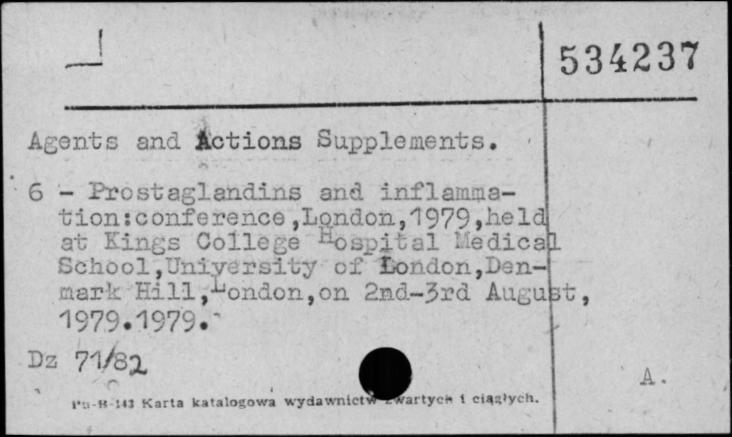 534237
Agents and Actions Supplements.
6 - Prostaglandins and inflamma-
tion:conference,London,1979,held
at Kings College Hospital Medical
School,University of London,Den-
mark Hill,London,on 2nd-3rd August,
1979.1979.
Dz 71/82
A.
Pu-B-143 Karta katalogowa wydawnictw zwartych i ciągłych.